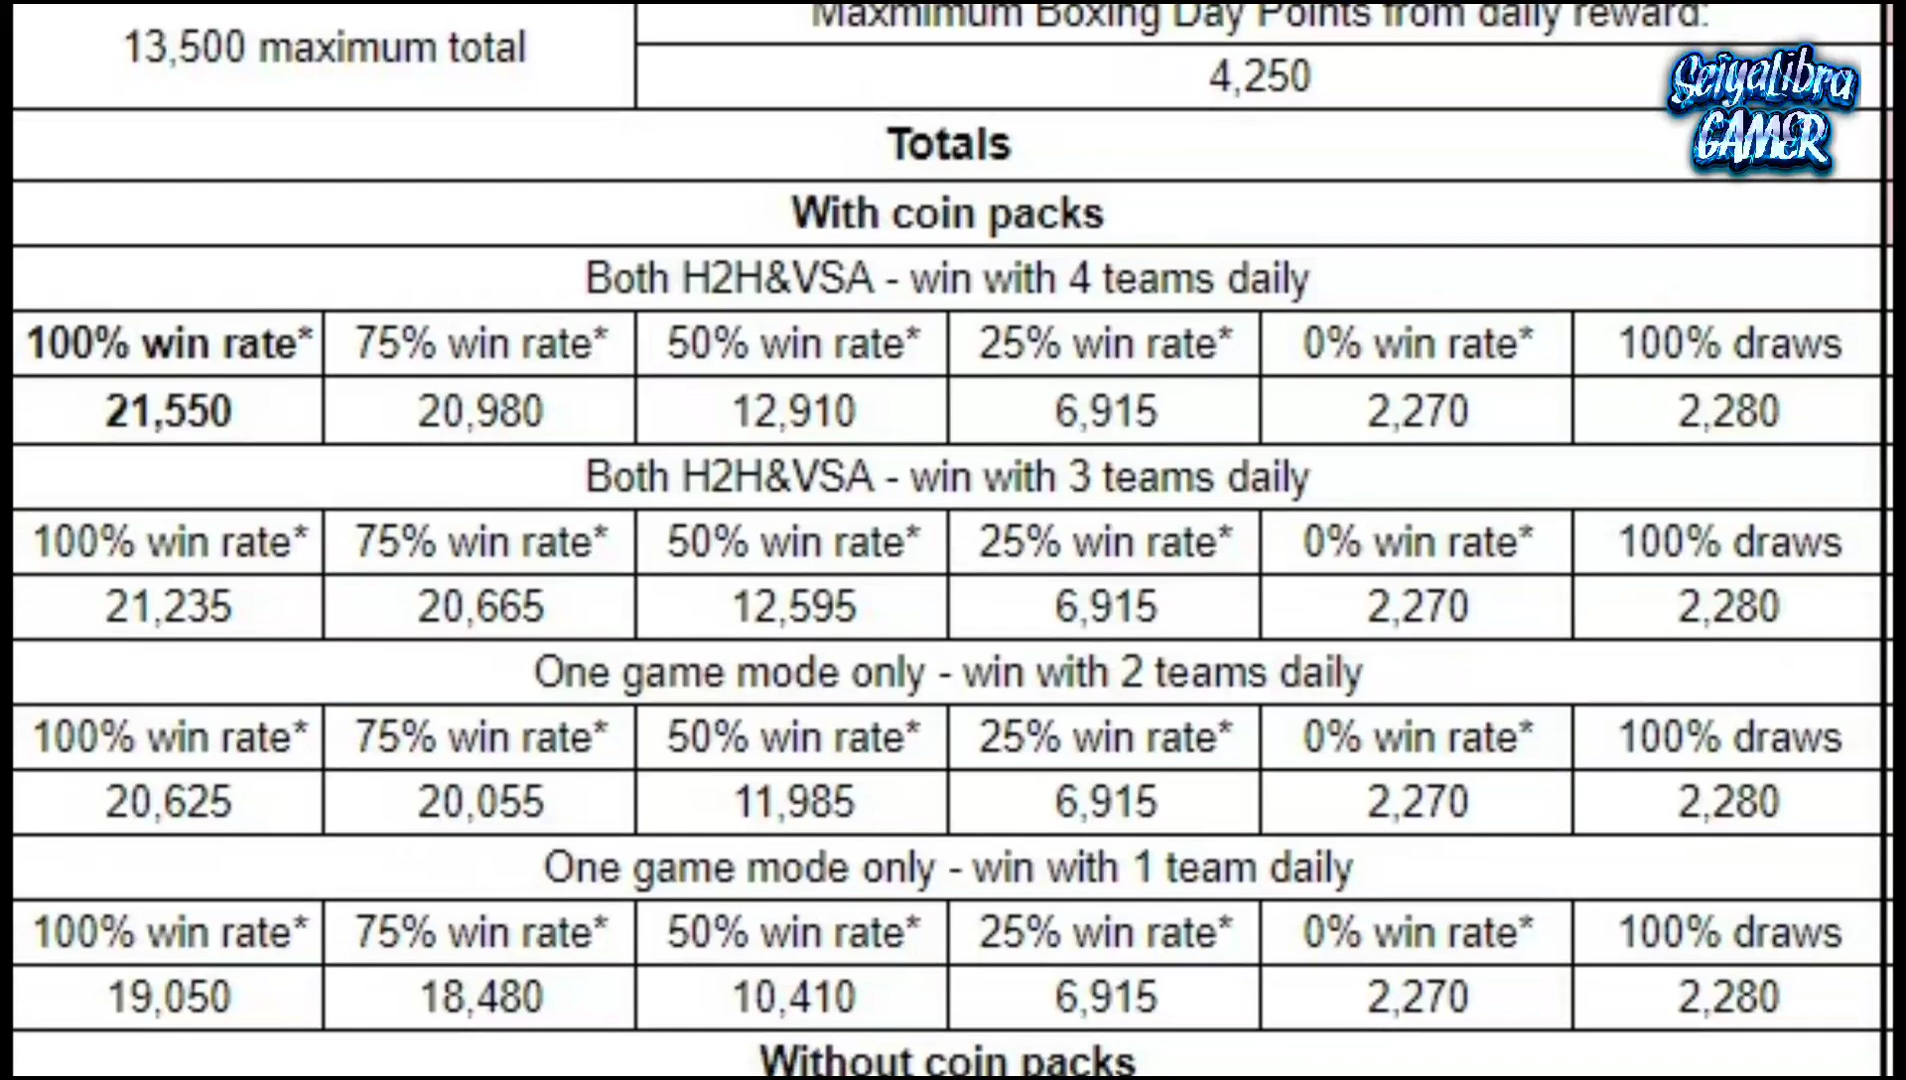 Maxmimum Boxing Day Points from daily reward:
13,500 maximum total
4,250
SeiyaLibra
GAMER
Totals
With coin packs
Both H2H&VSA - win with 4 teams daily
100% win rate* 75% win rate* 50% win rate* 25% win rate* 0% win rate* 100% draws
21,550 20,980 12,910 6,915 2,270 2,280
Both H2H&VSA - win with 3 teams daily
100% win rate* 75% win rate* 50% win rate* 25% win rate* 0% win rate* 100% draws
21,235 20,665 12,595 6,915 2,270 2,280
One game mode only - win with 2 teams daily
100% win rate* 75% win rate* 50% win rate* 25% win rate* 0% win rate* 100% draws
20,625 20,055 11,985 6,915 2,270 2,280
One game mode only - win with 1 team daily
100% win rate* 75% win rate* 50% win rate* 25% win rate* 0% win rate* 100% draws
19,050 18,480 10,410 6,915 2,270 2,280
Without coin packs